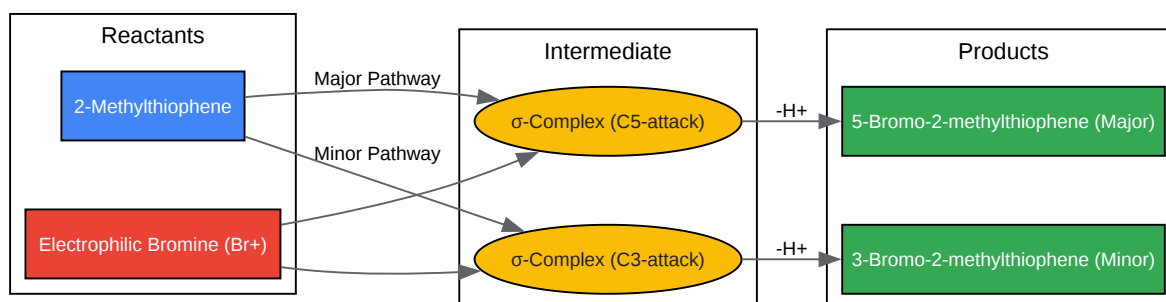 Reactants
2-Methylthiophene
Electrophilic Bromine (Br+)
Major Pathway
Minor Pathway
Intermediate
σ-Complex (C5-attack)
σ-Complex (C3-attack)
-H+
-H+
Products
5-Bromo-2-methylthiophene (Major)
3-Bromo-2-methylthiophene (Minor)